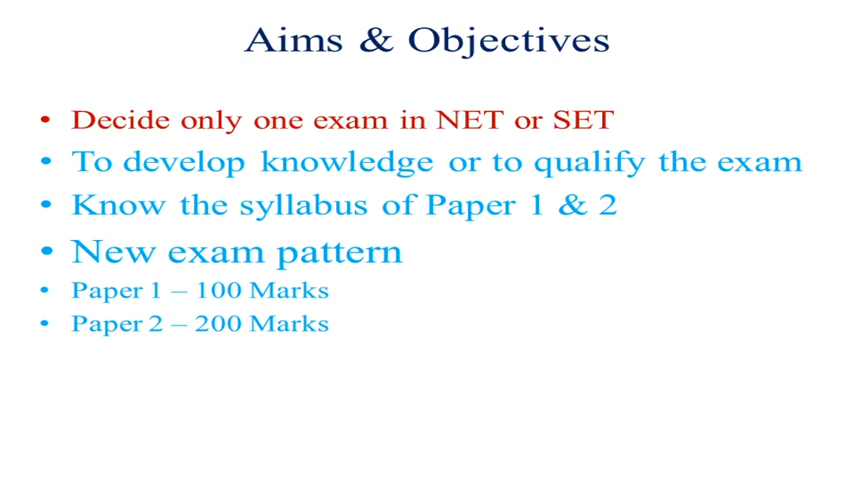 Aims & Objectives
• Decide only one exam in NET or SET
• To develop knowledge or to qualify the exam
• Know the syllabus of Paper 1 & 2
• New exam pattern
• Paper 1 – 100 Marks
• Paper 2 – 200 Marks